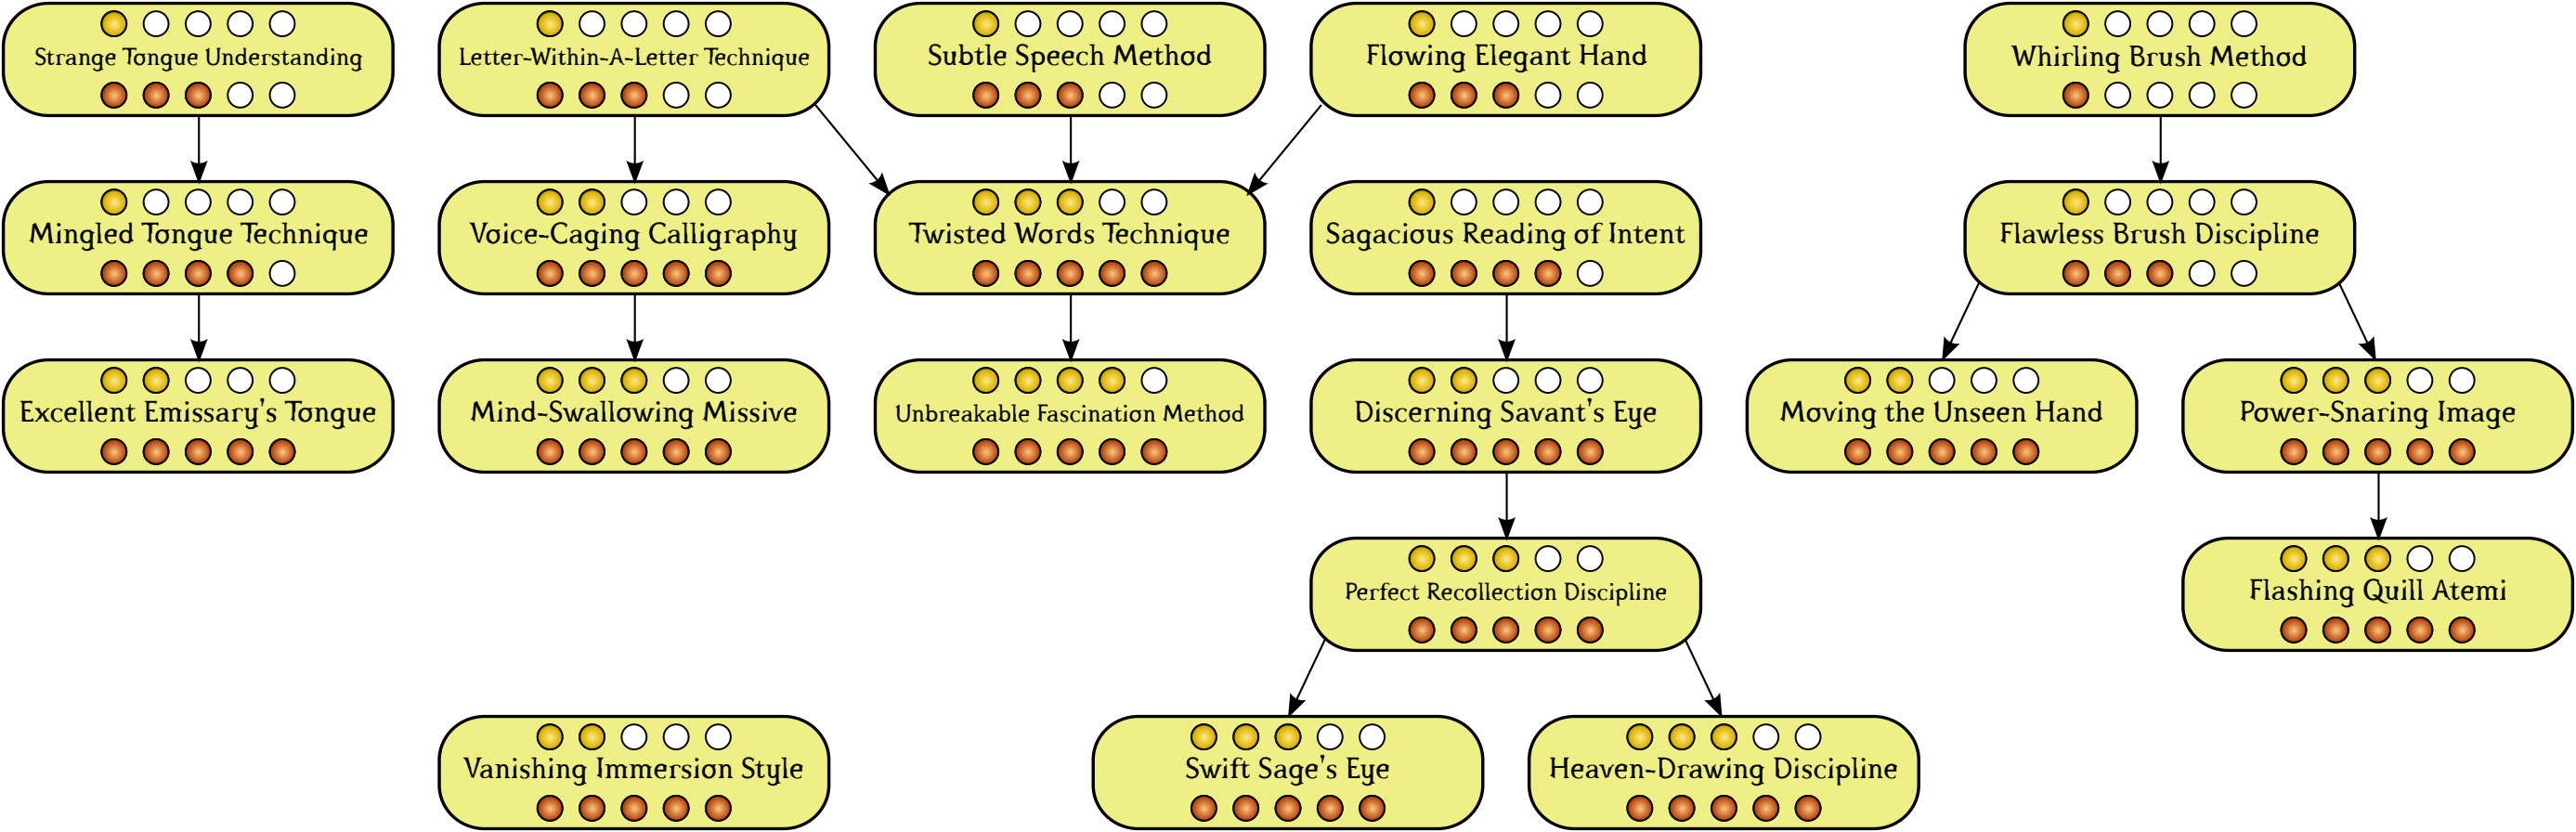 Strange Tongue Understanding
Letter-Within-A-Letter Technique
Subtle Speech Method
Flowing Elegant Hand
Whirling Brush Method
Mingled Tongue Technique
Voice-Caging Calligraphy
Twisted Words Technique
Sagacious Reading of Intent
Flawless Brush Discipline
Excellent Emissary's Tongue
Mind-Swallowing Missive
Unbreakable Fascination Method
Discerning Savant's Eye
Moving the Unseen Hand
Power-Snaring Image
Perfect Recollection Discipline
Flashing Quill Atemi
Vanishing Immersion Style
Swift Sage's Eye
Heaven-Drawing Discipline